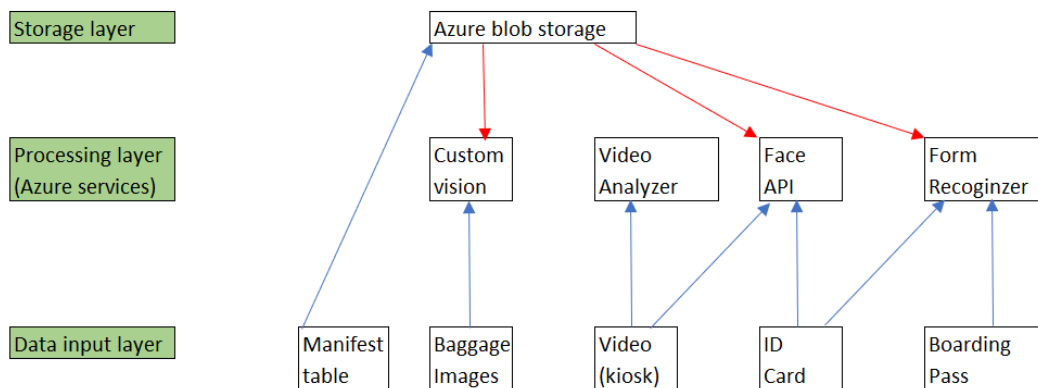 Storage layer
Azure blob storage
Processing layer
(Azure services)
Custom
vision
Video
Analyzer
Face
API
Form
Recoginzer
Data input layer
Manifest
table
Baggage
Images
Video
(kiosk)
ID
Card
Boarding
Pass